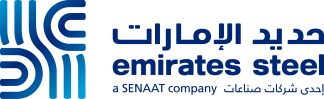 حديد الإمارات
emirates steel
a SENAAT company إحدى شركات صناعات